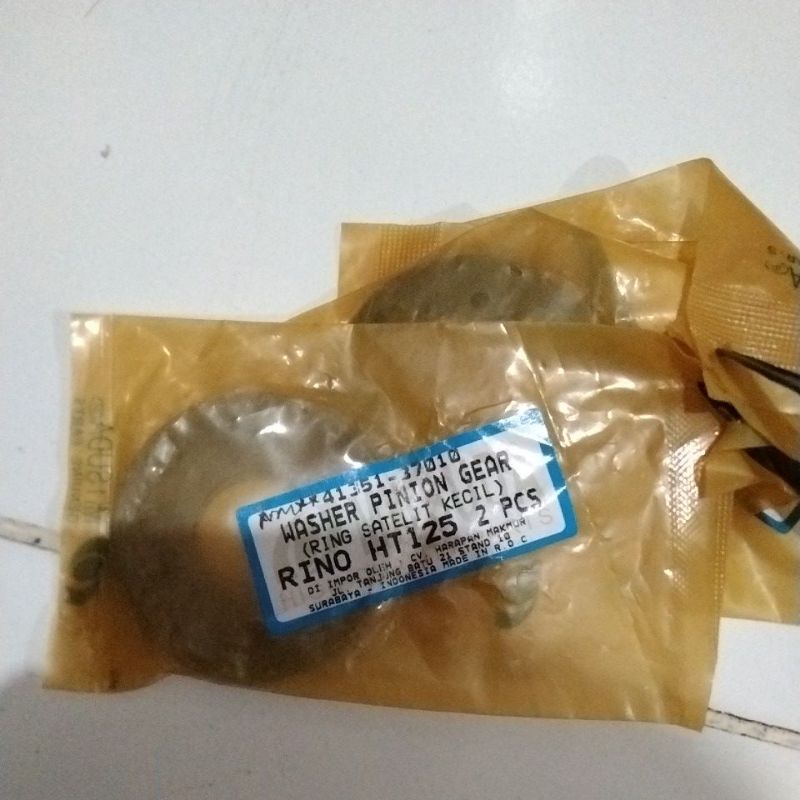 41351-37010
WASHER PINION GEAR
(RING SATELIT KECIL)
RINO HT125 2 PCS
DI IMPOR OLEH / CV. HARAPAN MAKMUR
JL. TANJUNG BATU 21 STAND 10
SURABAYA - INDONESIA MADE IN R.O.C